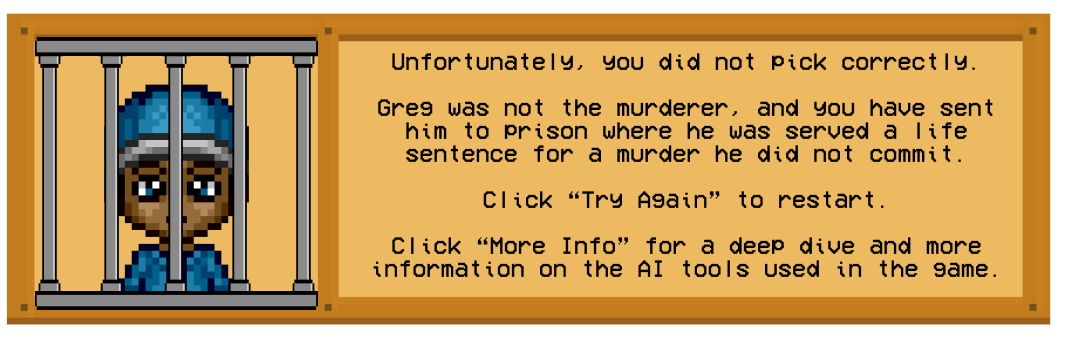 Unfortunately, you did not pick correctly.
Greg was not the murderer, and you have sent
him to prison where he was served a life
sentence for a murder he did not commit.
Click “Try Again” to restart.
Click “More Info” for a deep dive and more
information on the AI tools used in the game.